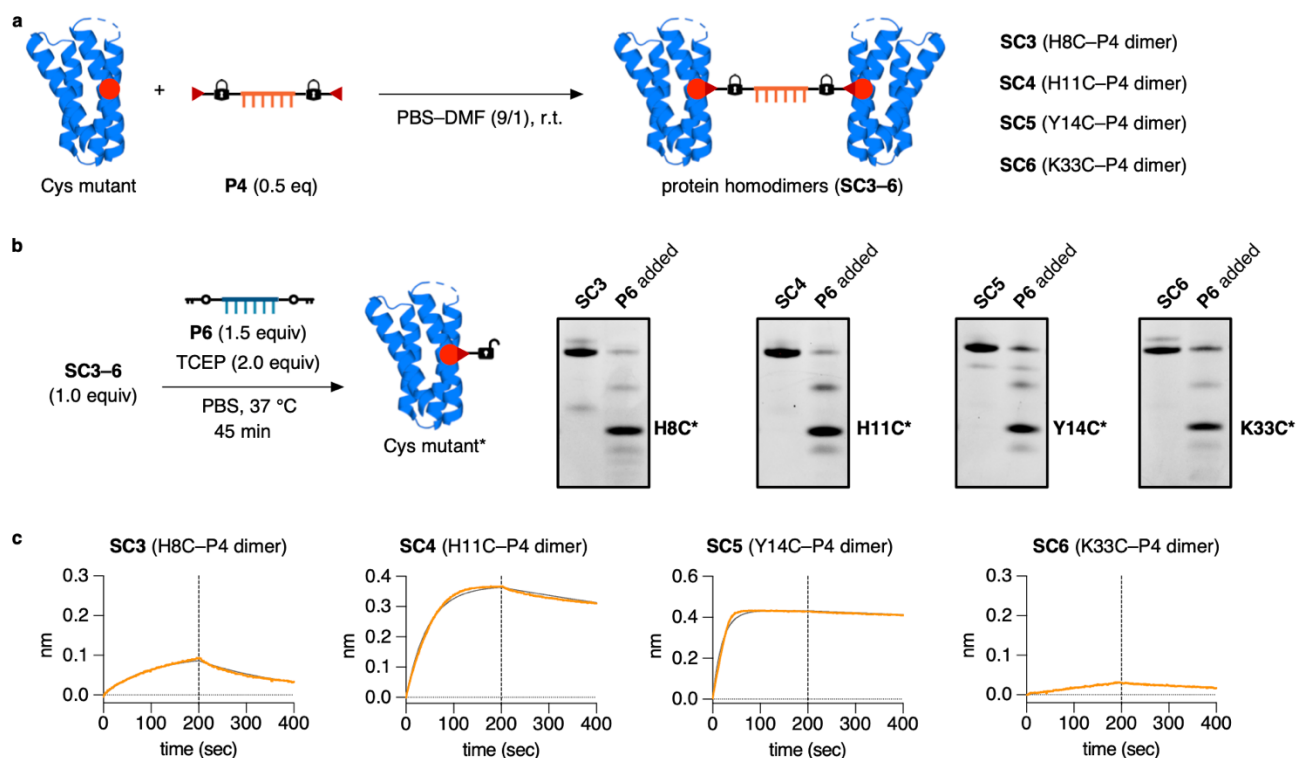 a
Cys mutant
+
P4 (0.5 eq)
PBS–DMF (9/1), r.t.
protein homodimers (SC3–6)
SC3 (H8C–P4 dimer)
SC4 (H11C–P4 dimer)
SC5 (Y14C–P4 dimer)
SC6 (K33C–P4 dimer)
b
SC3–6
(1.0 equiv)
P6 (1.5 equiv)
TCEP (2.0 equiv)
PBS, 37 °C
45 min
Cys mutant*
SC3
P6 added
H8C*
SC4
P6 added
H11C*
SC5
P6 added
Y14C*
SC6
P6 added
K33C*
c
SC3 (H8C–P4 dimer)
0.3
0.2
0.1
0.0
nm
0 100 200 300 400
time (sec)
SC4 (H11C–P4 dimer)
0.4
0.3
0.2
0.1
0.0
nm
0 100 200 300 400
time (sec)
SC5 (Y14C–P4 dimer)
0.6
0.4
0.2
0.0
nm
0 100 200 300 400
time (sec)
SC6 (K33C–P4 dimer)
0.3
0.2
0.1
0.0
nm
0 100 200 300 400
time (sec)